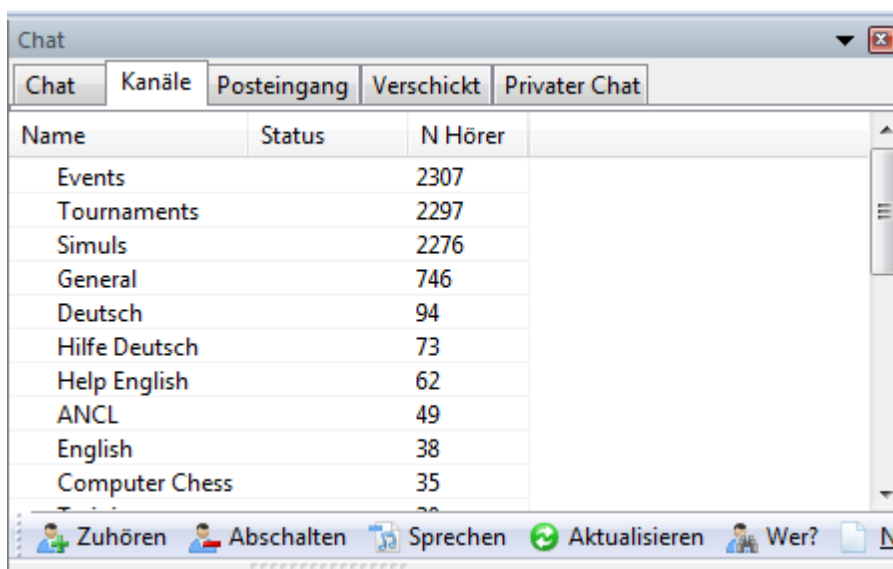 Chat
Chat Kanäle Posteingang Verschickt Privater Chat
Name Status N Hörer
Events 2307
Tournaments 2297
Simuls 2276
General 746
Deutsch 94
Hilfe Deutsch 73
Help English 62
ANCL 49
English 38
Computer Chess 35
Zuhören Abschalten Sprechen Aktualisieren Wer? N